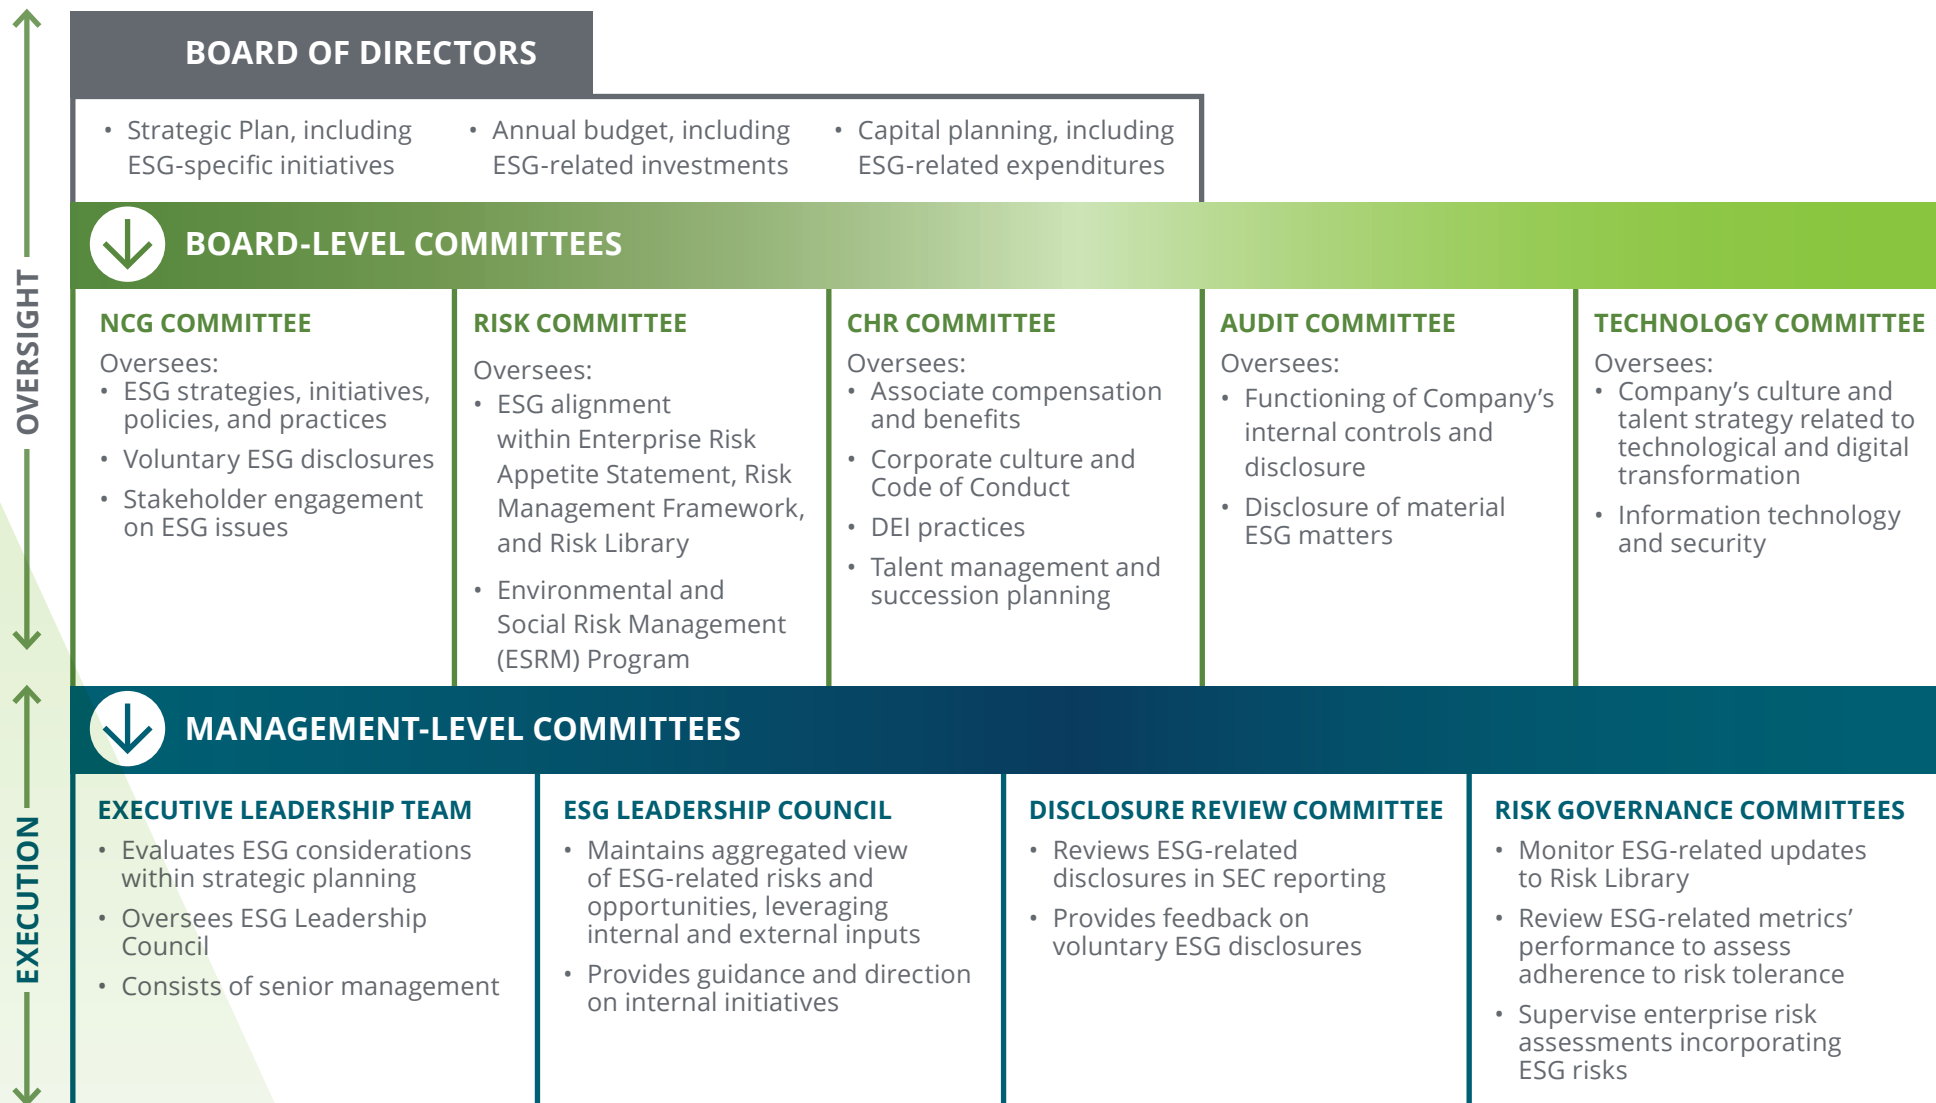 OVERSIGHT
BOARD OF DIRECTORS
• Strategic Plan, including
ESG-specific initiatives
• Annual budget, including
ESG-related investments
• Capital planning, including
ESG-related expenditures
BOARD-LEVEL COMMITTEES
NCG COMMITTEE
Oversees:
• ESG strategies, initiatives,
policies, and practices
• Voluntary ESG disclosures
• Stakeholder engagement
on ESG issues
RISK COMMITTEE
Oversees:
• ESG alignment
within Enterprise Risk
Appetite Statement, Risk
Management Framework,
and Risk Library
• Environmental and
Social Risk Management
(ESRM) Program
CHR COMMITTEE
Oversees:
• Associate compensation
and benefits
• Corporate culture and
Code of Conduct
• DEI practices
• Talent management and
succession planning
AUDIT COMMITTEE
Oversees:
• Functioning of Company’s
internal controls and
disclosure
• Disclosure of material
ESG matters
TECHNOLOGY COMMITTEE
Oversees:
• Company’s culture and
talent strategy related to
technological and digital
transformation
• Information technology
and security
EXECUTION
MANAGEMENT-LEVEL COMMITTEES
EXECUTIVE LEADERSHIP TEAM
• Evaluates ESG considerations
within strategic planning
• Oversees ESG Leadership
Council
• Consists of senior management
ESG LEADERSHIP COUNCIL
• Maintains aggregated view
of ESG-related risks and
opportunities, leveraging
internal and external inputs
• Provides guidance and direction
on internal initiatives
DISCLOSURE REVIEW COMMITTEE
• Reviews ESG-related
disclosures in SEC reporting
• Provides feedback on
voluntary ESG disclosures
RISK GOVERNANCE COMMITTEES
• Monitor ESG-related updates
to Risk Library
• Review ESG-related metrics’
performance to assess
adherence to risk tolerance
• Supervise enterprise risk
assessments incorporating
ESG risks